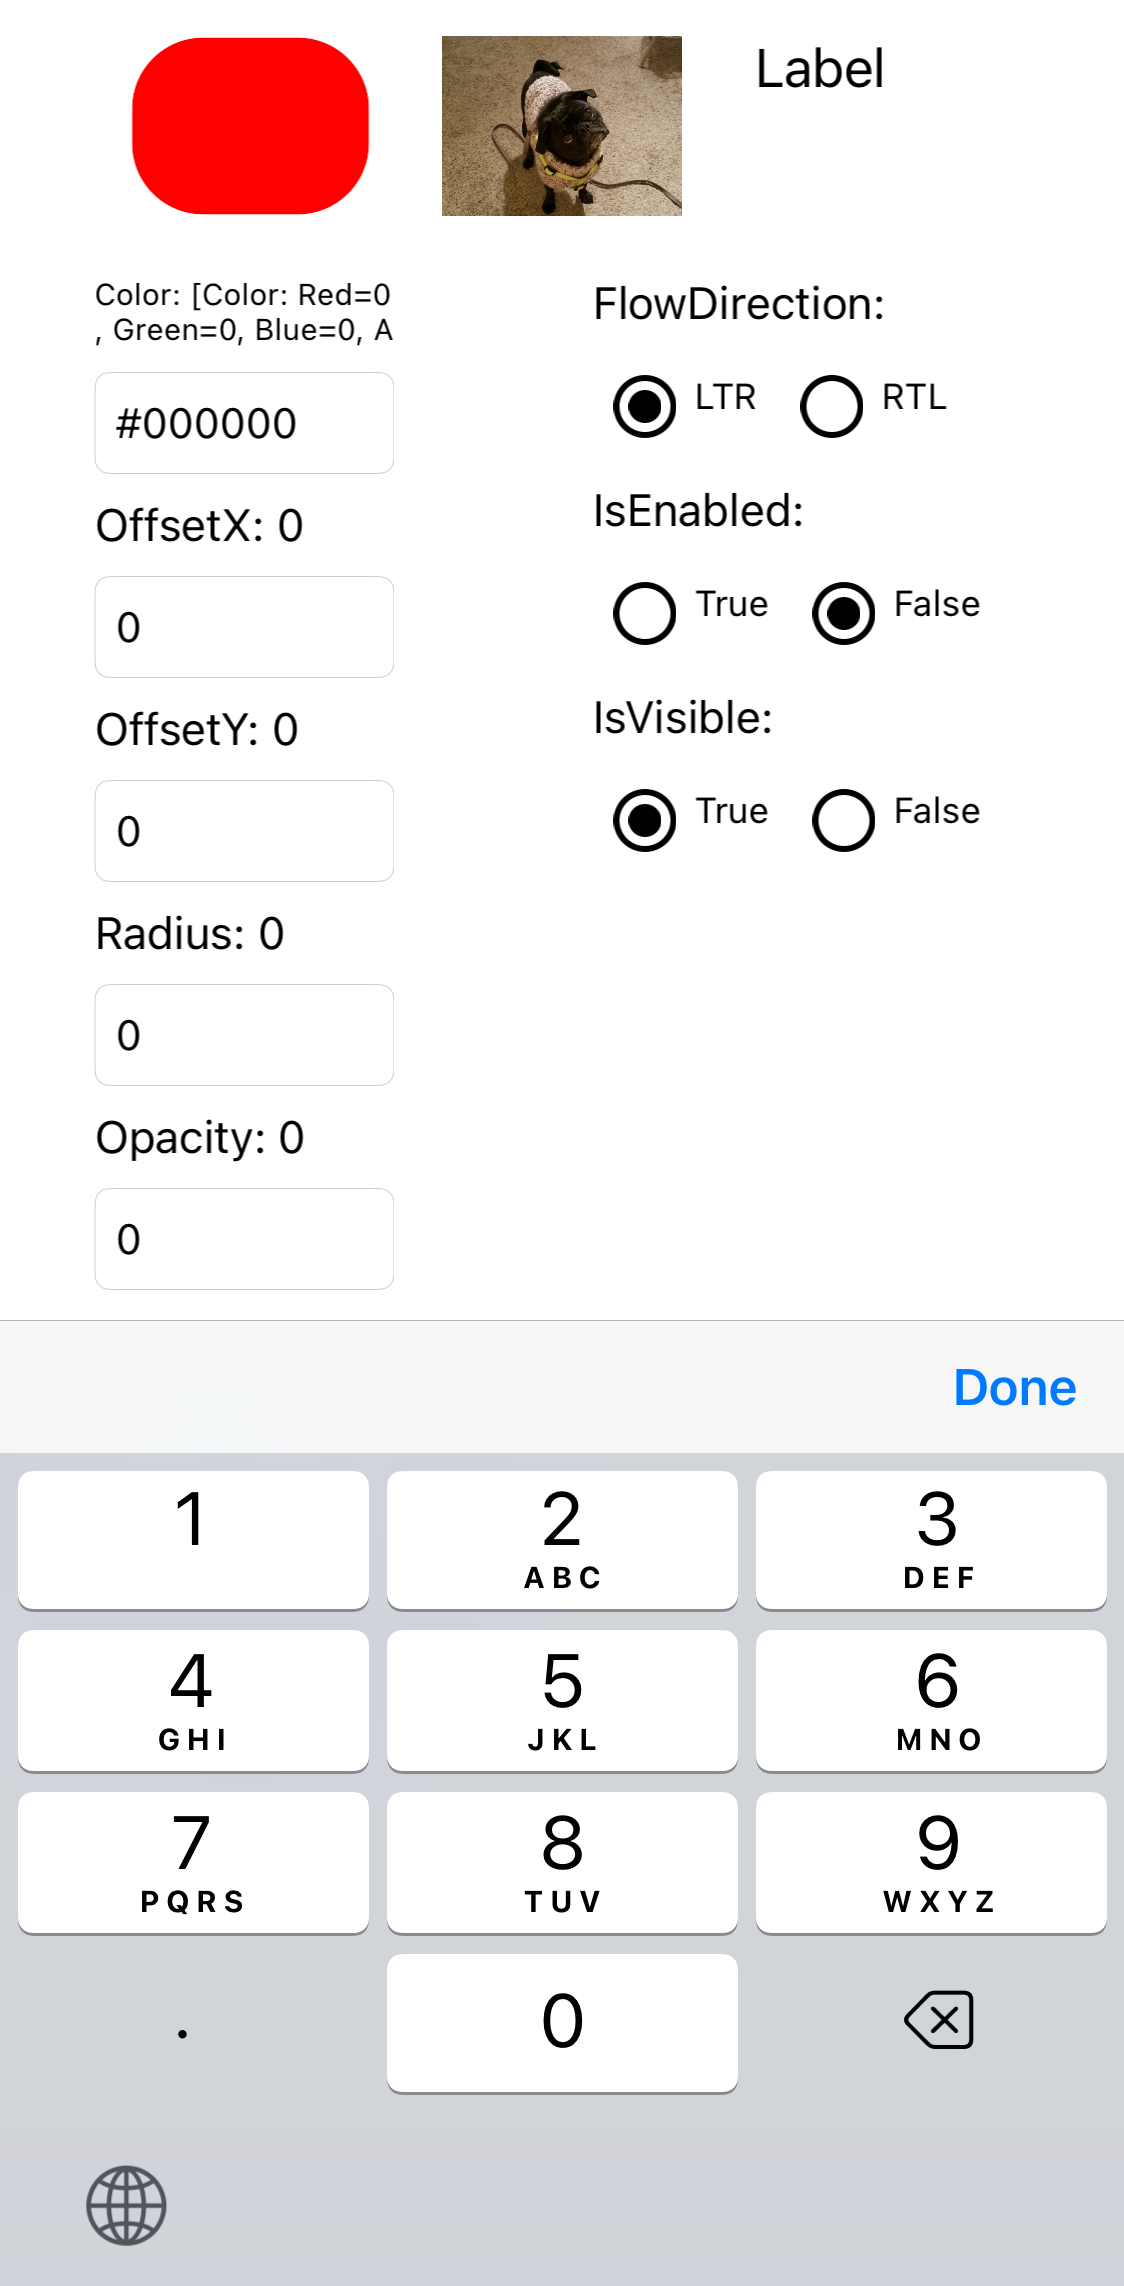 Label
Color: [Color: Red=0
, Green=0, Blue=0, A
#000000
OffsetX: 0
0
OffsetY: 0
0
Radius: 0
0
Opacity: 0
0
FlowDirection:
LTR RTL
IsEnabled:
True False
IsVisible:
True False
Done
1 2 3
ABC DEF
4 5 6
GHI JKL MNO
7 8 9
PQRS TUV WXYZ
. 0